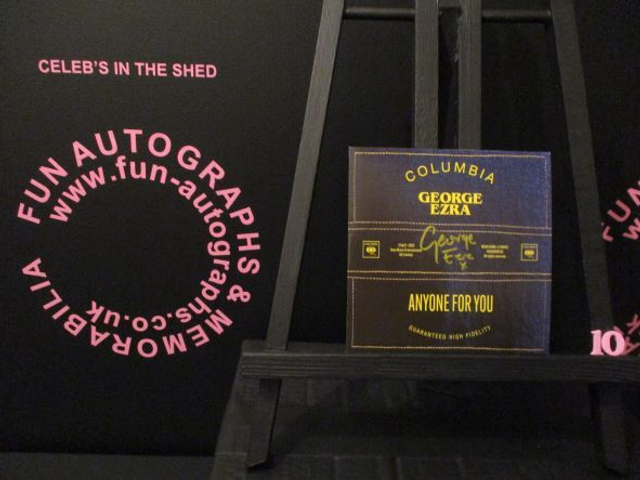 CELEB'S IN THE SHED
FUN AUTOGRAPHS & MEMORABILIA
www.fun-autographs.co.uk
COLUMBIA
GEORGE
EZRA
George
Ezra x
ANYONE FOR YOU
GUARANTEED HIGH FIDELITY
10